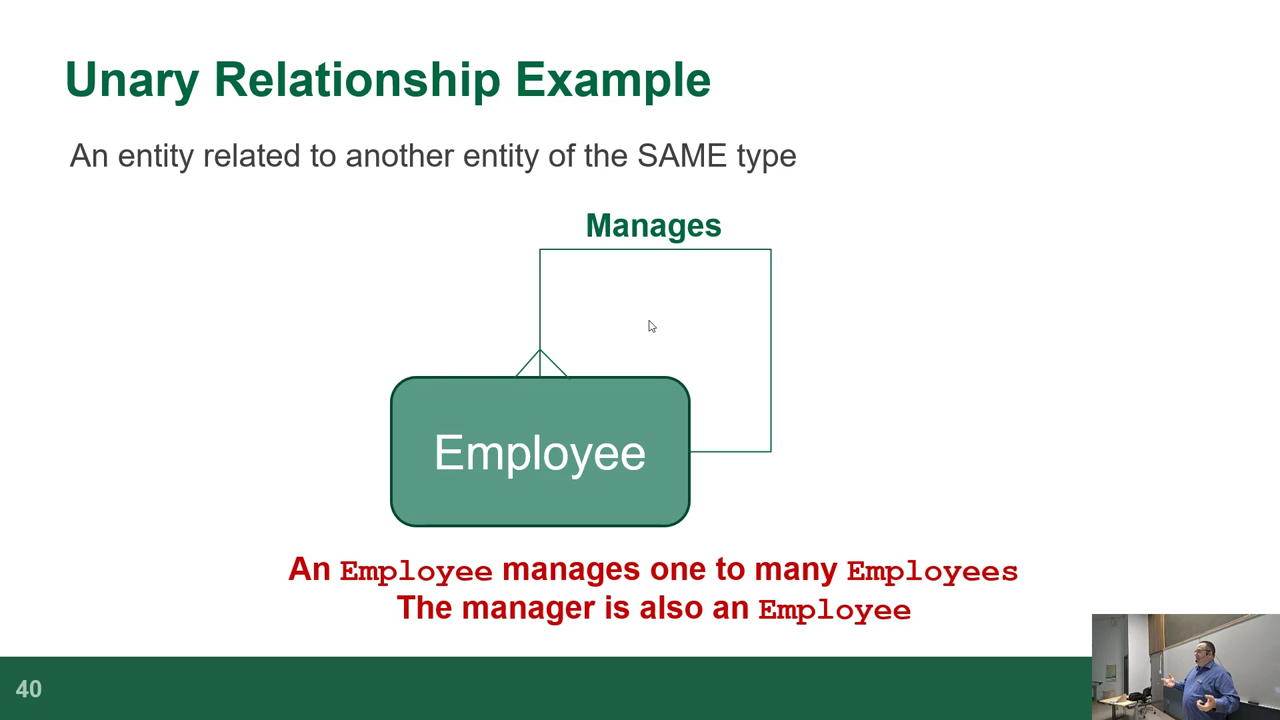 Unary Relationship Example
An entity related to another entity of the SAME type
Manages
Employee
An Employee manages one to many Employees
The manager is also an Employee
40